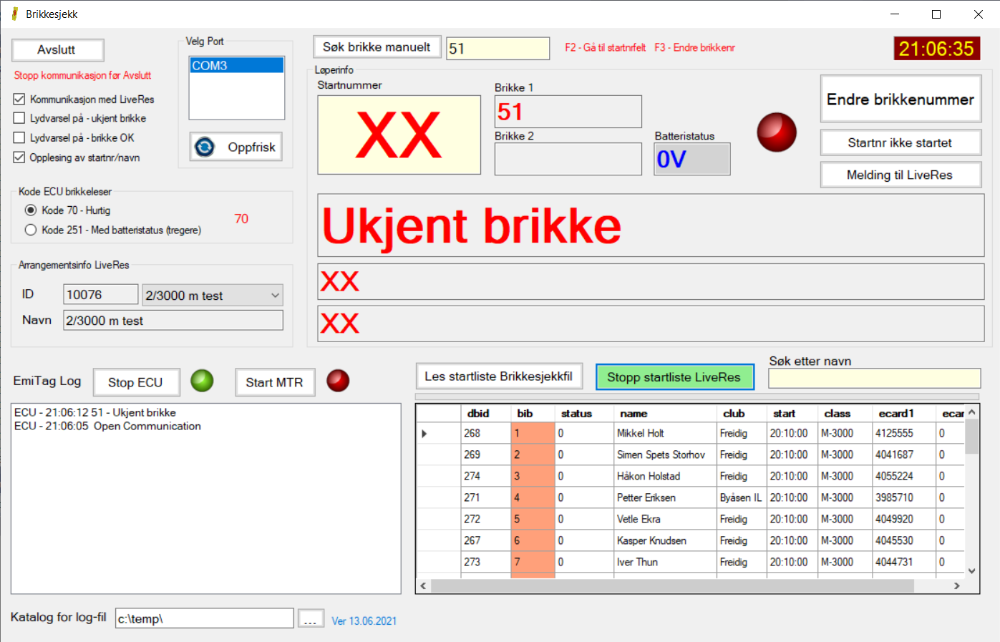 Brikkesjekk
Avslutt
Stopp kommunikasjon før Avslutt
Kommunikasjon med LiveRes
Lydvarsel på - ukjent brikke
Lydvarsel på - brikke OK
Opplesing av startnr/navn
Velg Port
COM3
Oppfrisk
Kode ECU brikkeleser
Kode 70 - Hurtig
Kode 251 - Med batteristatus (tregere)
70
Arrangementsinfo LiveRes
ID 10076 2/3000 m test
Navn 2/3000 m test
Søk brikke manuelt 51 F2 - Gå til startnrfelt F3 - Endre brikkenr 21:06:35
Løperinfo
Startnummer
XX
Brikke 1
51
Brikke 2
Batteristatus
0V
Endre brikkenummer
Startnr ikke startet
Melding til LiveRes
Ukjent brikke
XX
XX
EmiTag Log Stop ECU Start MTR
ECU - 21:06:12 51 - Ukjent brikke
ECU - 21:06:05 Open Communication
Les startliste Brikkesjekkfil Stopp startliste LiveRes
Søk etter navn
dbid bib status name club start class ecard1 ecar
268 1 0 Mikkel Holt Freidig 20:10:00 M-3000 4125555 0
269 2 0 Simen Spets Storhov Freidig 20:10:00 M-3000 4041687 0
274 3 0 Håkon Holstad Freidig 20:10:00 M-3000 4055224 0
271 4 0 Petter Eriksen Byåsen IL 20:10:00 M-3000 3985710 0
272 5 0 Vetle Ekra Freidig 20:10:00 M-3000 4049920 0
267 6 0 Kasper Knudsen Freidig 20:10:00 M-3000 4045530 0
273 7 0 Iver Thun Freidig 20:10:00 M-3000 4044731 0
Katalog for log-fil c:\temp\ ... Ver 13.06.2021